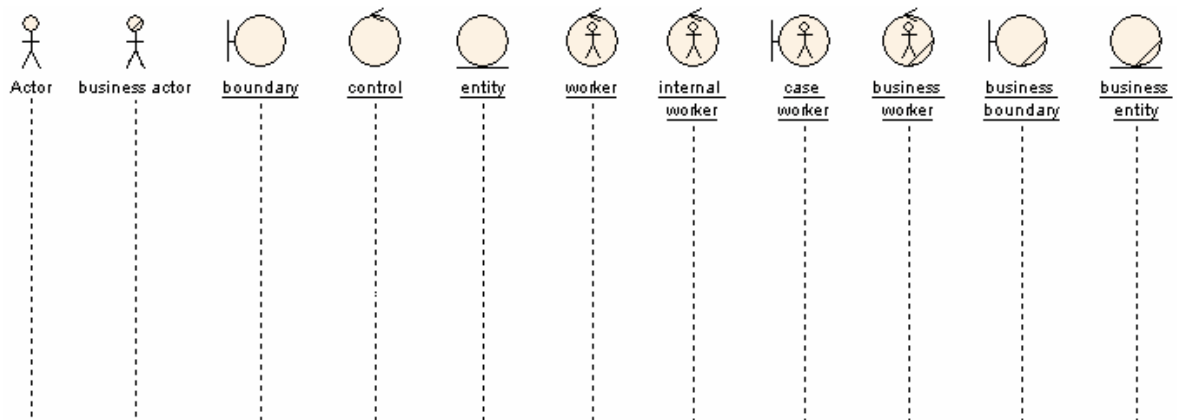 Actor
business actor
boundary
control
entity
worker
internal
worker
case
worker
business
worker
business
boundary
business
entity